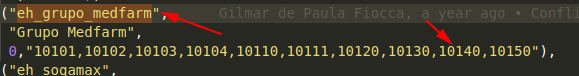 ("eh_grupo_medfarm", Gilmar de Paula Fiocca, a year ago • Confli
"Grupo Medfarm",
0,"10101,10102,10103,10104,10110,10111,10120,10130,10140,10150"),
("eh_sogamax",